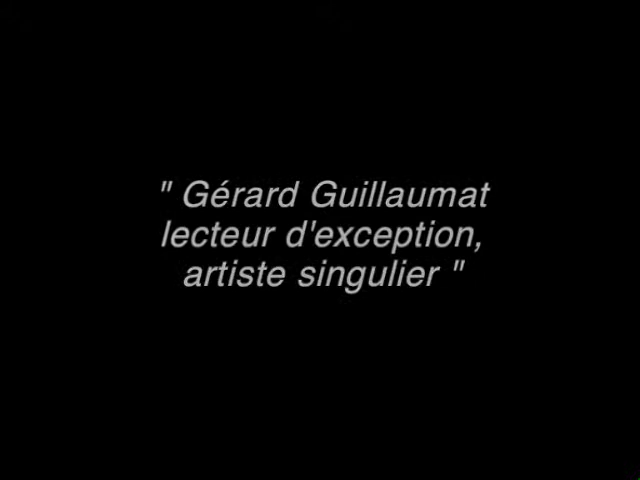 " Gérard Guillaumat
lecteur d'exception,
artiste singulier "